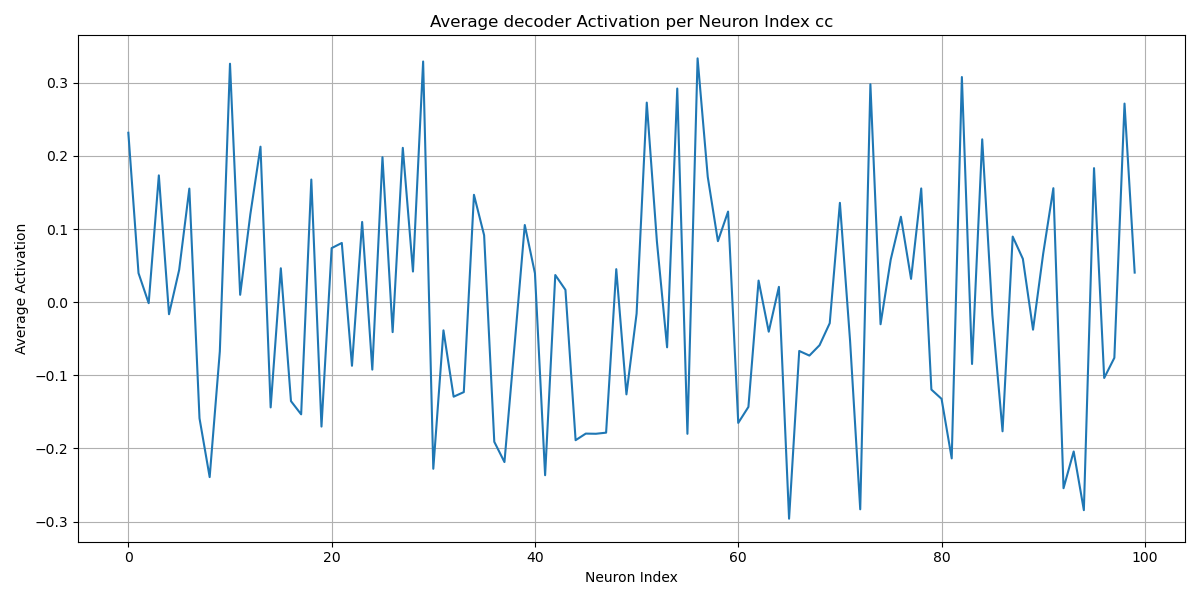 Average decoder Activation per Neuron Index cc
0.3
0.2
0.1
0.0
−0.1
−0.2
−0.3
Average Activation
0 20 40 60 80 100
Neuron Index